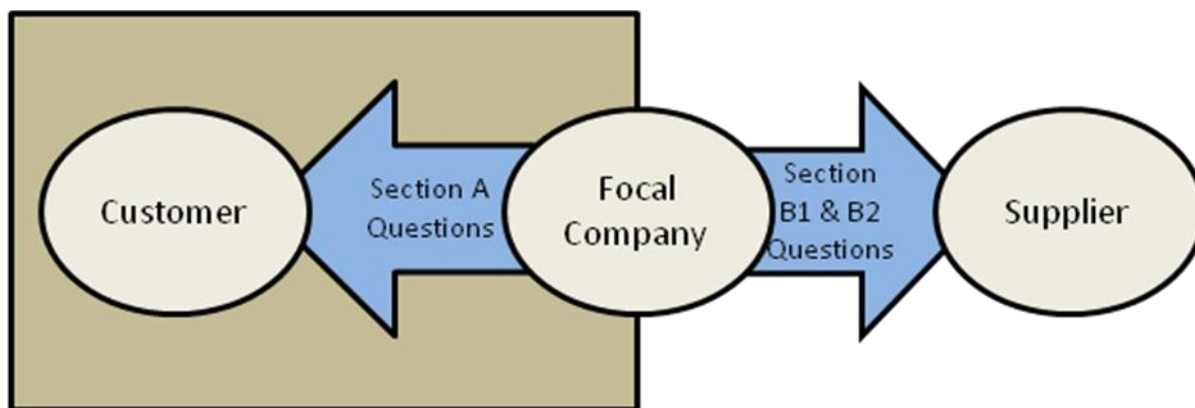 Customer
Section A
Questions
Focal
Company
Section
B1 & B2
Questions
Supplier